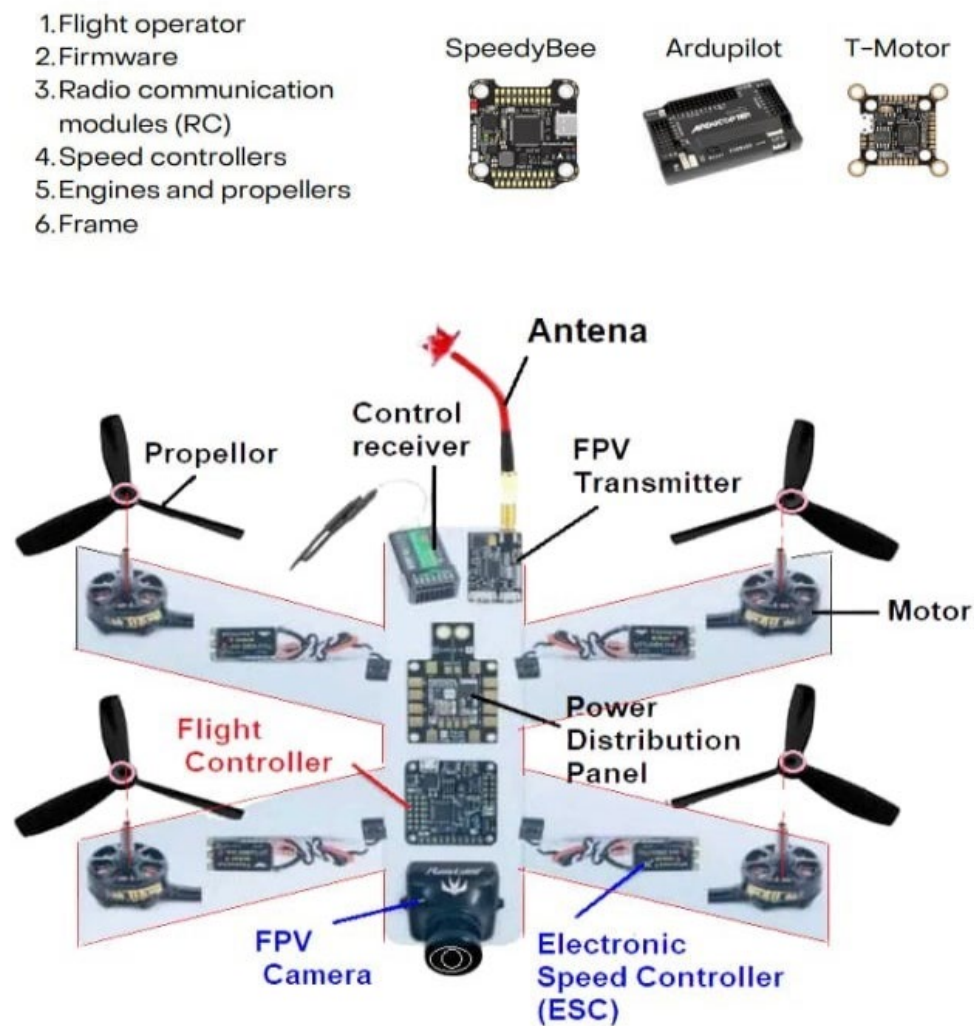 1.Flight operator
2.Firmware
3.Radio communication
modules (RC)
4.Speed controllers
5.Engines and propellers
6.Frame
SpeedyBee
Ardupilot
T-Motor
Antena
Control
receiver
Propellor
FPV
Transmitter
Motor
Power
Distribution
Panel
Flight
Controller
FPV
Camera
Electronic
Speed Controller
(ESC)